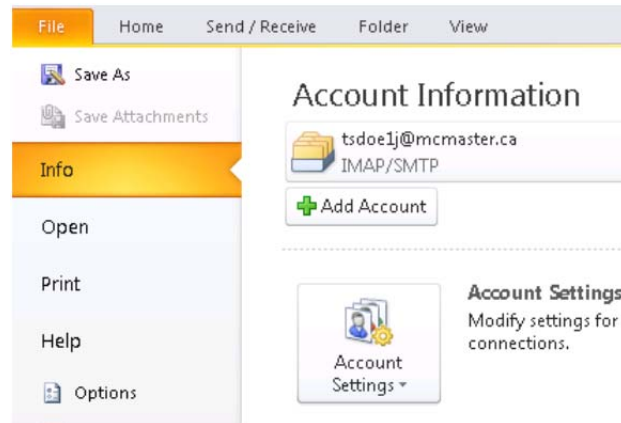 File Home Send / Receive Folder View
Save As
Save Attachments
Info
Open
Print
Help
Options
Account Information
tsdoe1j@mcmaster.ca
IMAP/SMTP
Add Account
Account Settings
Modify settings for
connections.
Account
Settings